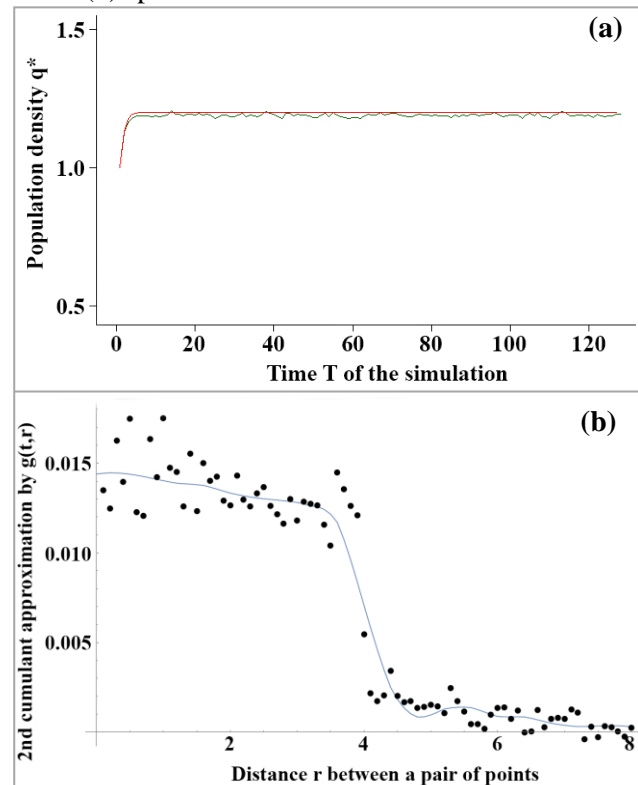 (a)
1.5
1.0
0.5
Population density q*
0 20 40 60 80 100 120
Time T of the simulation
(b)
0.015
0.010
0.005
2nd cumulant approximation by g(t,r)
2 4 6 8
Distance r between a pair of points